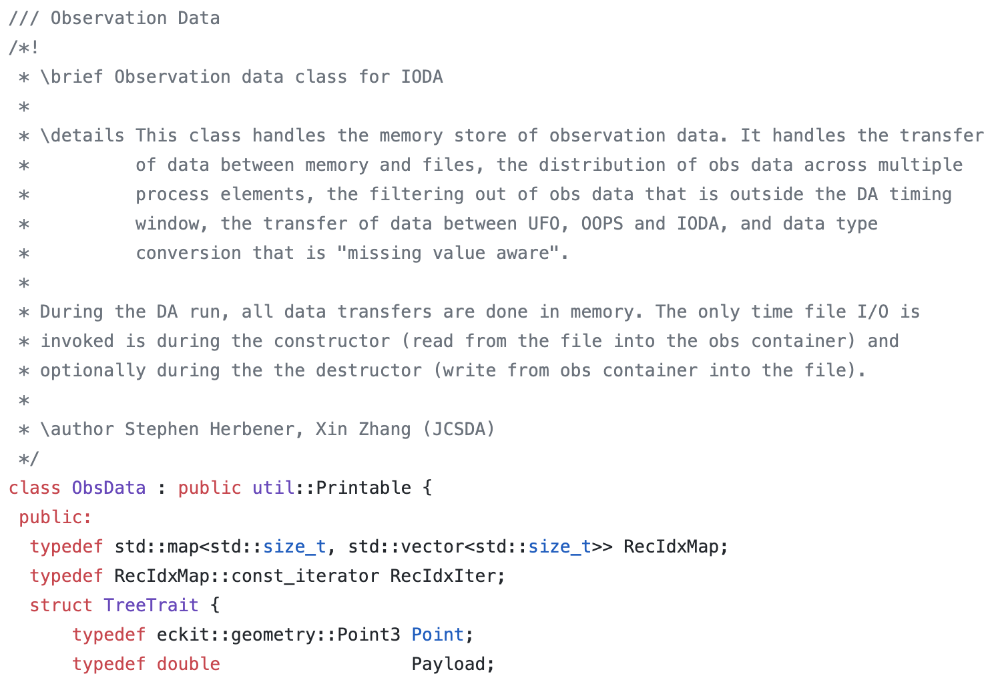 /// Observation Data
/*!
 * \brief Observation data class for IODA
 *
 * \details This class handles the memory store of observation data. It handles the transfer
 *          of data between memory and files, the distribution of obs data across multiple
 *          process elements, the filtering out of obs data that is outside the DA timing
 *          window, the transfer of data between UFO, OOPS and IODA, and data type
 *          conversion that is "missing value aware".
 *
 * During the DA run, all data transfers are done in memory. The only time file I/O is
 * invoked is during the constructor (read from the file into the obs container) and
 * optionally during the the destructor (write from obs container into the file).
 *
 * \author Stephen Herbener, Xin Zhang (JCSDA)
 */
class ObsData : public util::Printable {
 public:
  typedef std::map<std::size_t, std::vector<std::size_t>> RecIdxMap;
  typedef RecIdxMap::const_iterator RecIdxIter;
  struct TreeTrait {
      typedef eckit::geometry::Point3 Point;
      typedef double                  Payload;